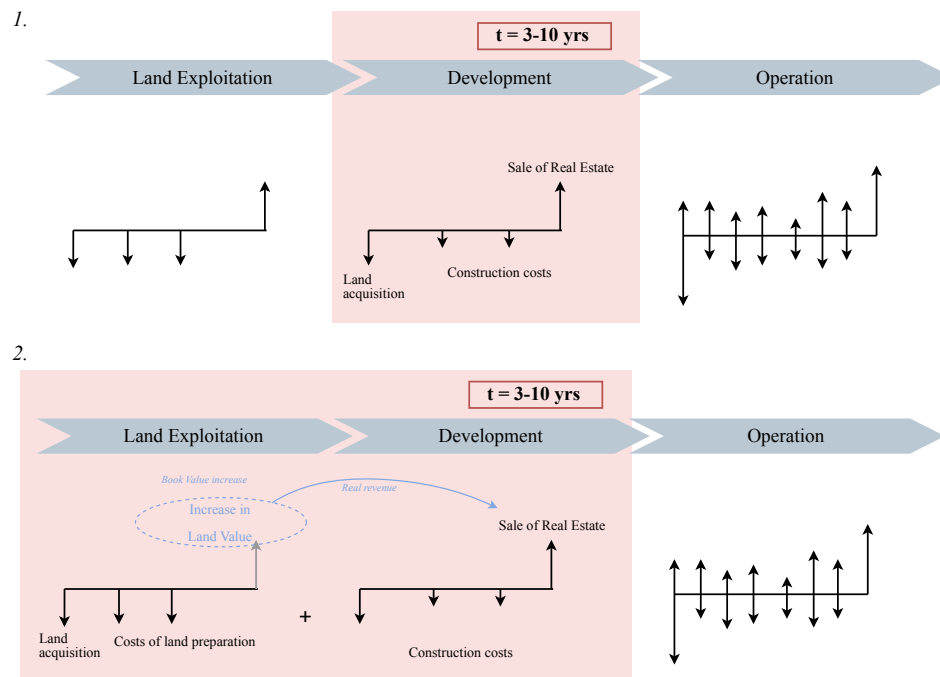 1.
t = 3-10 yrs
Land Exploitation
Development
Operation
Sale of Real Estate
Land
acquisition
Construction costs
2.
t = 3-10 yrs
Land Exploitation
Development
Operation
Book Value increase
Real revenue
Increase in
Land Value
Sale of Real Estate
+
Land
acquisition
Costs of land preparation
Construction costs